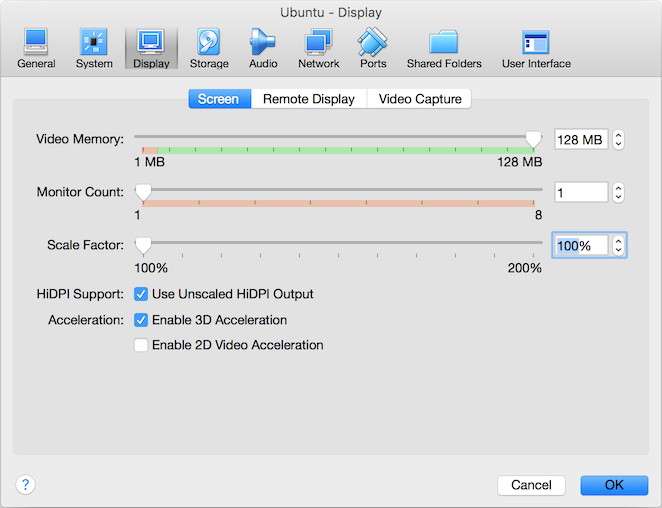 Ubuntu - Display
General System Display Storage Audio Network Ports Shared Folders User Interface
Screen Remote Display Video Capture
Video Memory: 128 MB
1 MB 128 MB
Monitor Count: 1
1 8
Scale Factor: 100%
100% 200%
HiDPI Support: Use Unscaled HiDPI Output
Acceleration: Enable 3D Acceleration
Enable 2D Video Acceleration
? Cancel OK